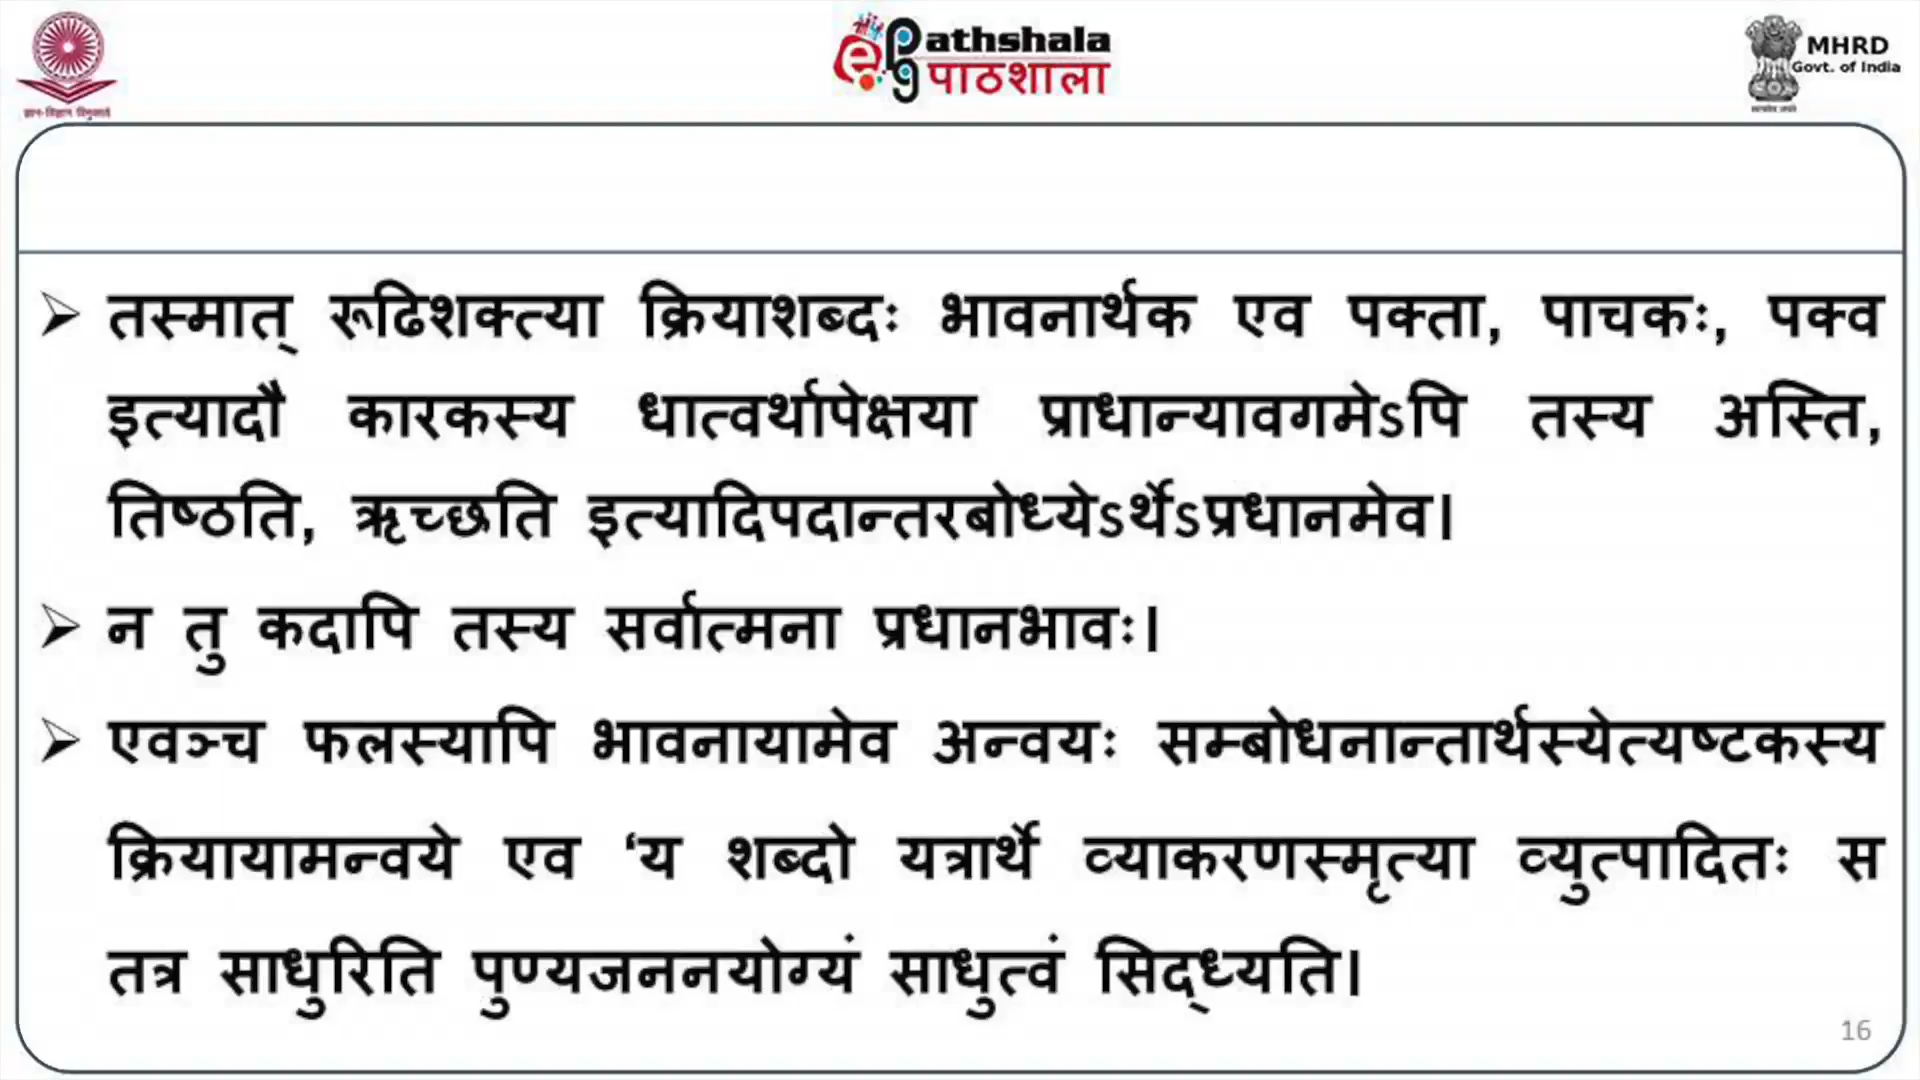 Pathshala
पाठशाला
MHRD
Govt. of India
ज्ञान-विज्ञान विमुक्तये
तस्मात् रूढिशक्त्या क्रियाशब्दः भावनार्थक एव पक्ता, पाचकः, पक्व
इत्यादौ कारकस्य धात्वर्थापेक्षया प्राधान्यावगमेऽपि तस्य अस्ति,
तिष्ठति, ऋच्छति इत्यादिपदान्तरबोध्येऽर्थेऽप्रधानमेव।
न तु कदापि तस्य सर्वात्मना प्रधानभावः।
एवञ्च फलस्यापि भावनायामेव अन्वयः सम्बोधनान्तार्थस्येत्यष्टकस्य
क्रियायामन्वये एव ‘य शब्दो यत्रार्थे व्याकरणस्मृत्या व्युत्पादितः स
तत्र साधुरिति पुण्यजननयोग्यं साधुत्वं सिद्ध्यति।
16